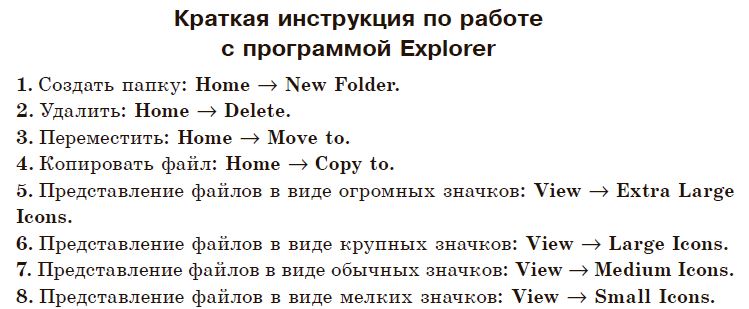 Краткая инструкция по работе
с программой Explorer
1. Создать папку: Home → New Folder.
2. Удалить: Home → Delete.
3. Переместить: Home → Move to.
4. Копировать файл: Home → Copy to.
5. Представление файлов в виде огромных значков: View → Extra Large
Icons.
6. Представление файлов в виде крупных значков: View → Large Icons.
7. Представление файлов в виде обычных значков: View → Medium Icons.
8. Представление файлов в виде мелких значков: View → Small Icons.